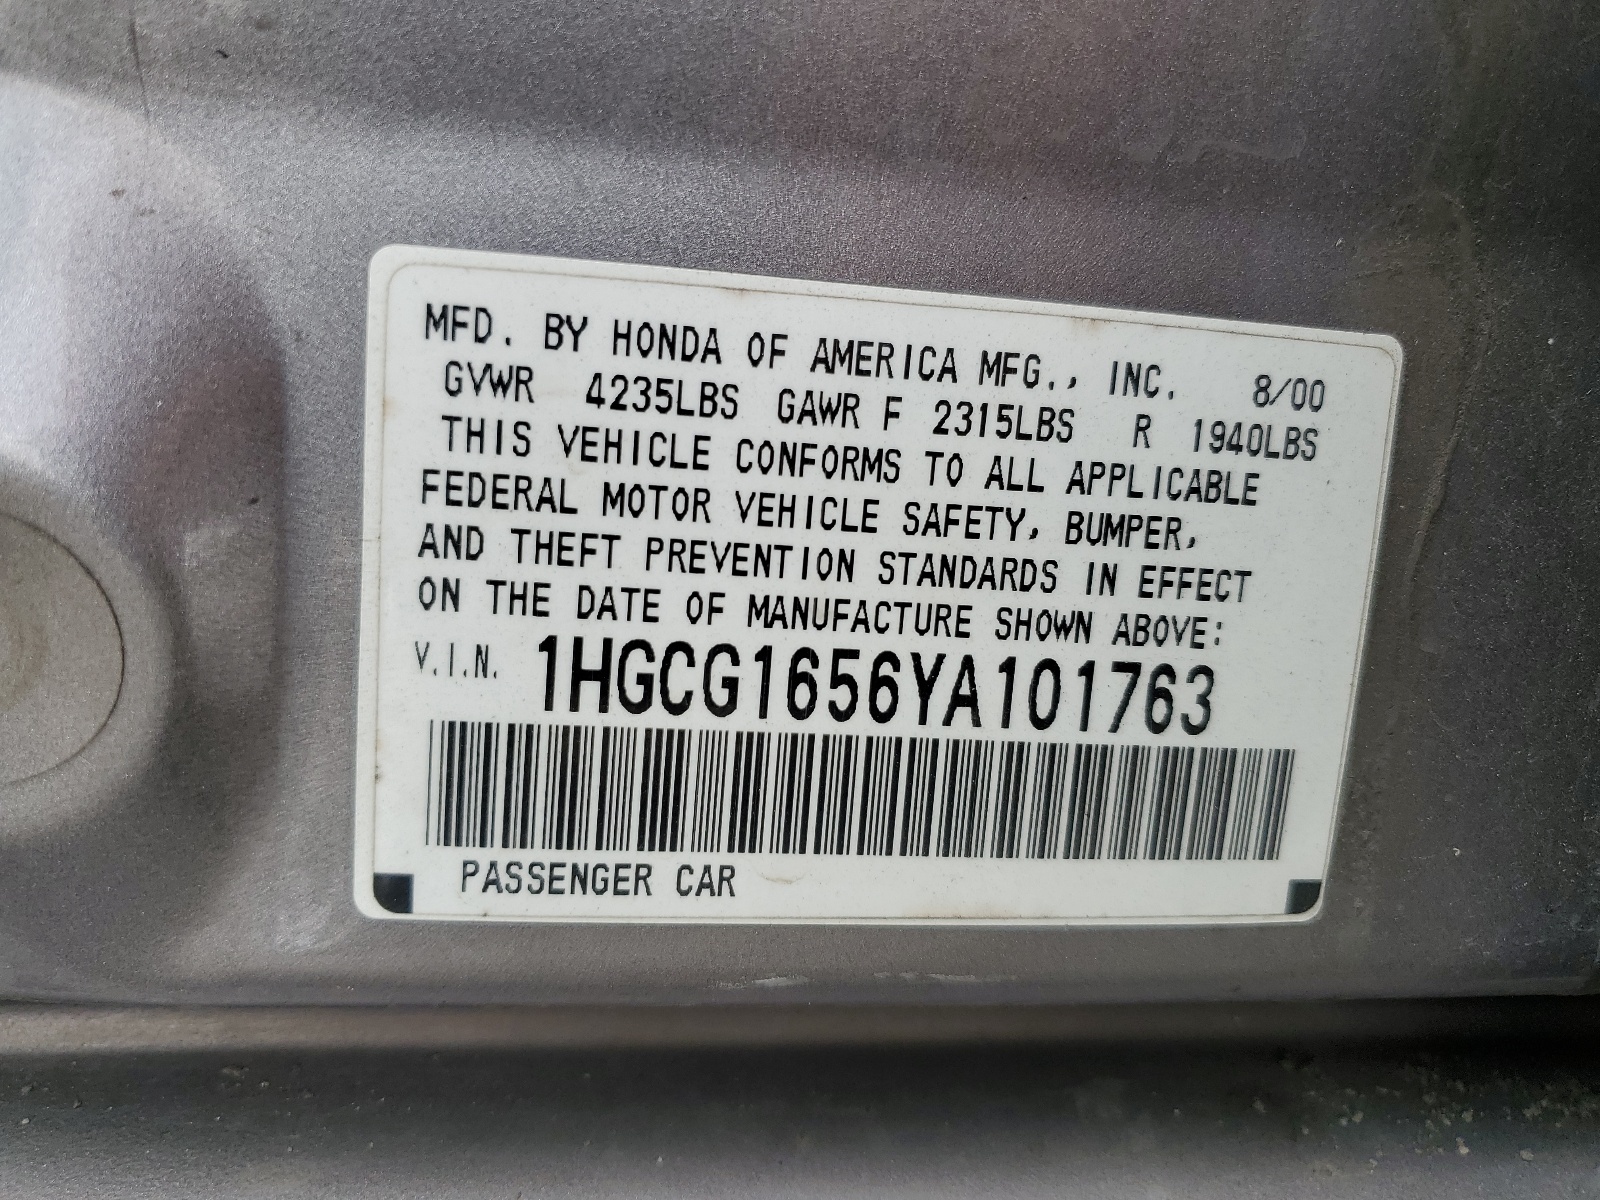 MFD. BY HONDA OF AMERICA MFG., INC. 8/00
GVWR 4235LBS GAWR F 2315LBS R 1940LBS
THIS VEHICLE CONFORMS TO ALL APPLICABLE
FEDERAL MOTOR VEHICLE SAFETY, BUMPER,
AND THEFT PREVENTION STANDARDS IN EFFECT
ON THE DATE OF MANUFACTURE SHOWN ABOVE:
V.I.N. 1HGCG1656YA101763
PASSENGER CAR